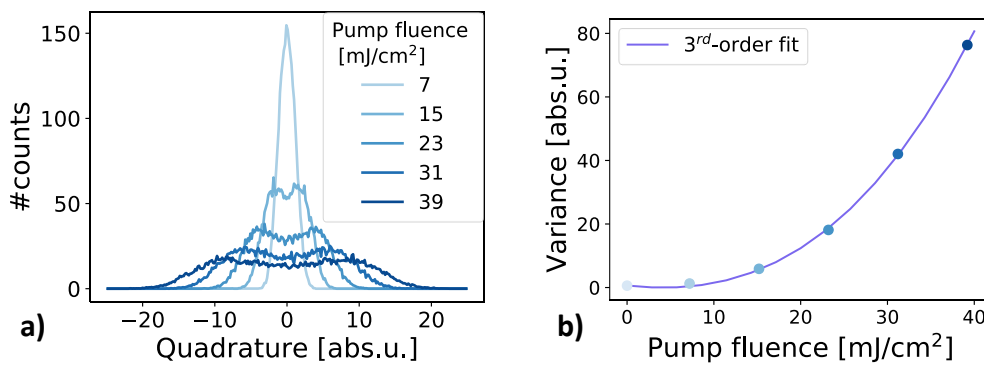 Pump fluence
[mJ/cm²]
7
15
23
31
39
150
100
50
0
#counts
−20
−10
0
10
20
Quadrature [abs.u.]
a)
3rd-order fit
80
60
40
20
0
Variance [abs.u.]
0
10
20
30
40
Pump fluence [mJ/cm²]
b)